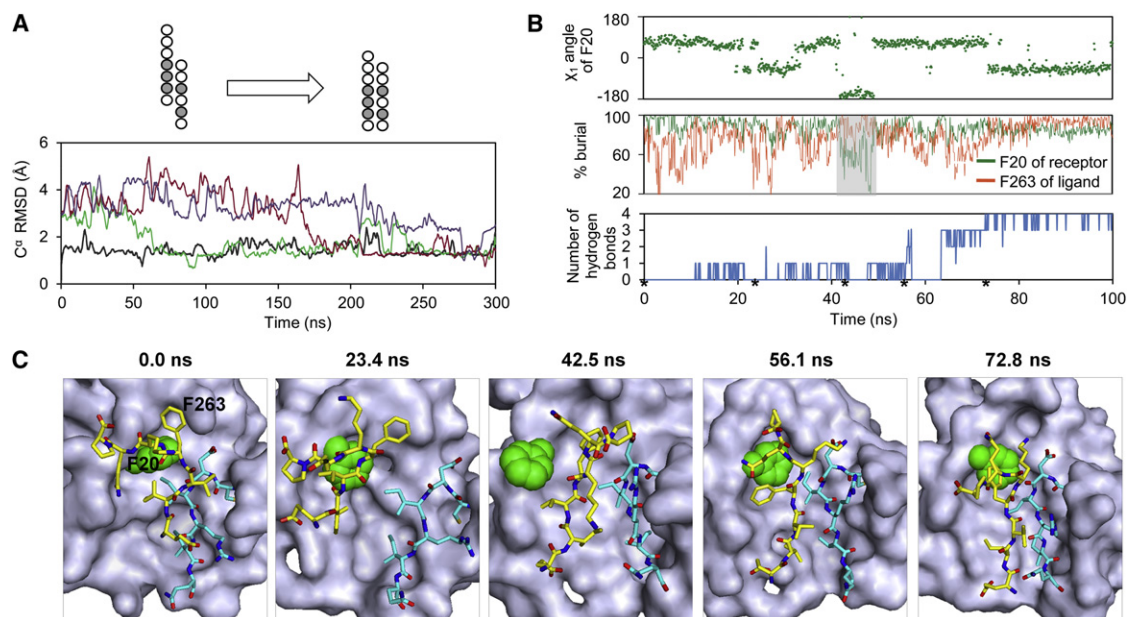 A
Cα RMSD (Å)
6
4
2
0
0 50 100 150 200 250 300
Time (ns)
B
χ1 angle
of F20
180
0
-180
% burial
100
60
20
F20 of receptor
F263 of ligand
Number of
hydrogen
bonds
4
3
2
1
0
0 20 40 60 80 100
* * * * *
Time (ns)
C
0.0 ns 23.4 ns 42.5 ns 56.1 ns 72.8 ns
F263
F20